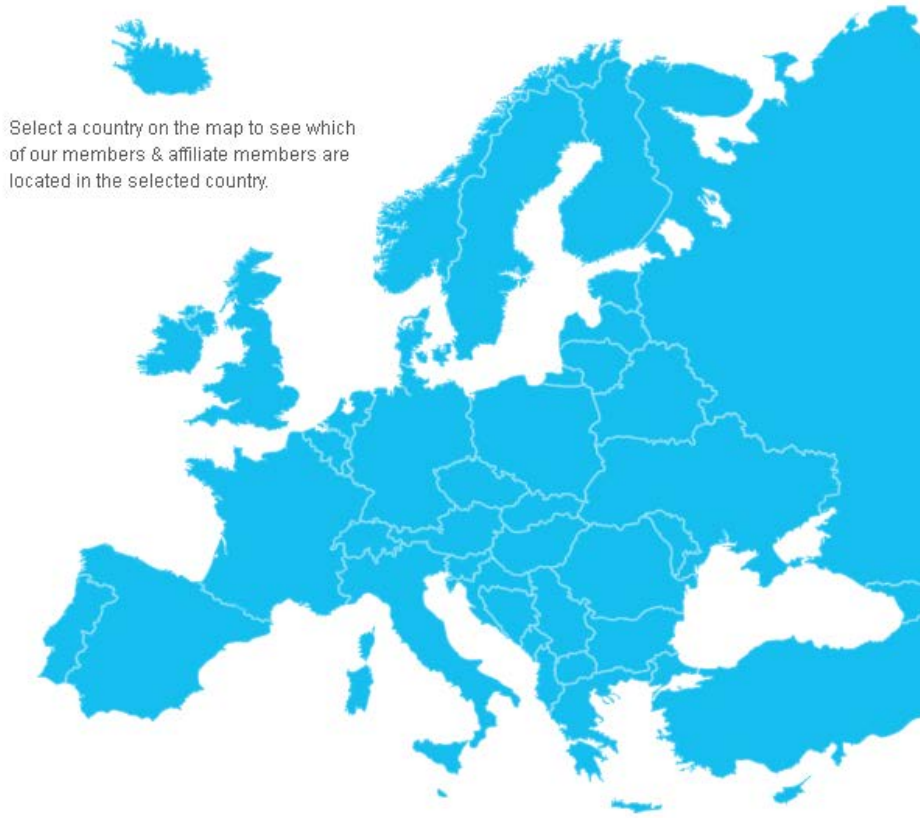 Select a country on the map to see which
of our members & affiliate members are
located in the selected country.